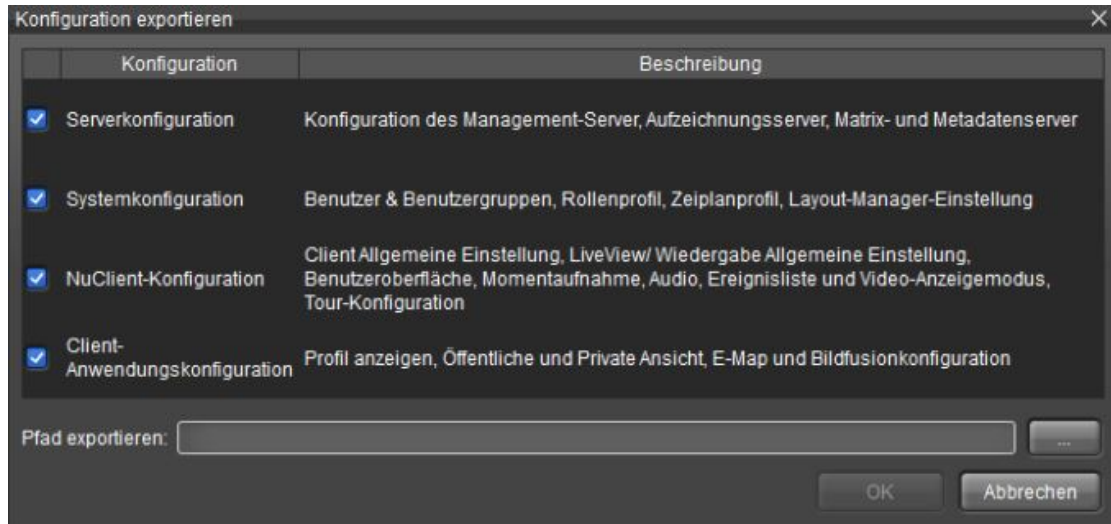 Konfiguration exportieren
Konfiguration Beschreibung
Serverkonfiguration Konfiguration des Management-Server, Aufzeichnungsserver, Matrix- und Metadatenserver
Systemkonfiguration Benutzer & Benutzergruppen, Rollenprofil, Zeiplanprofil, Layout-Manager-Einstellung
NuClient-Konfiguration
Client Allgemeine Einstellung, LiveView/ Wiedergabe Allgemeine Einstellung,
Benutzeroberfläche, Momentaufnahme, Audio, Ereignisliste und Video-Anzeigemodus,
Tour-Konfiguration
Client-
Anwendungskonfiguration
Profil anzeigen, Öffentliche und Private Ansicht, E-Map und Bildfusionkonfiguration
Pfad exportieren: ...
OK Abbrechen